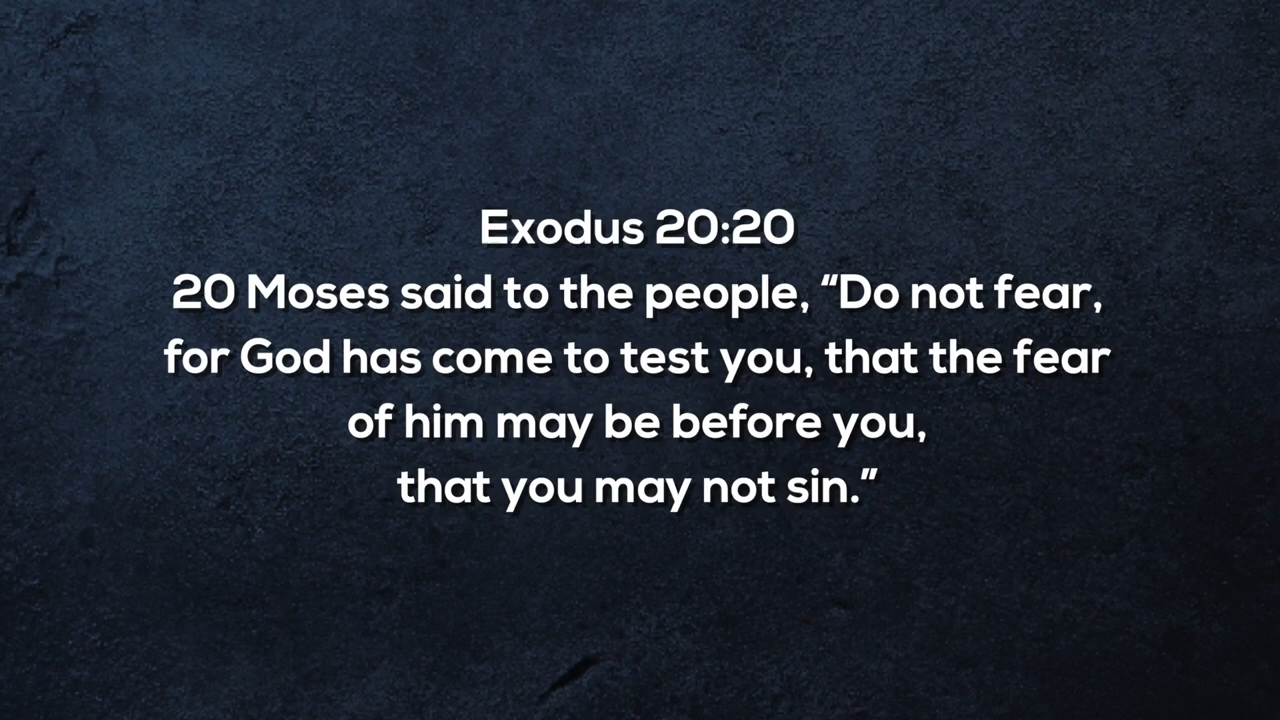 Exodus 20:20
20 Moses said to the people, “Do not fear,
for God has come to test you, that the fear
of him may be before you,
that you may not sin.”